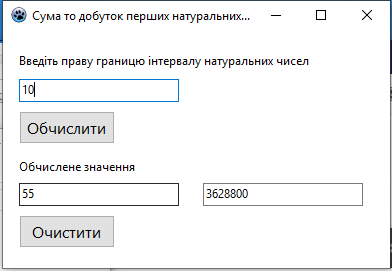 Сума то добуток перших натуральних...
Введіть праву границю інтервалу натуральних чисел
10
Обчислити
Обчислене значення
55 3628800
Очистити